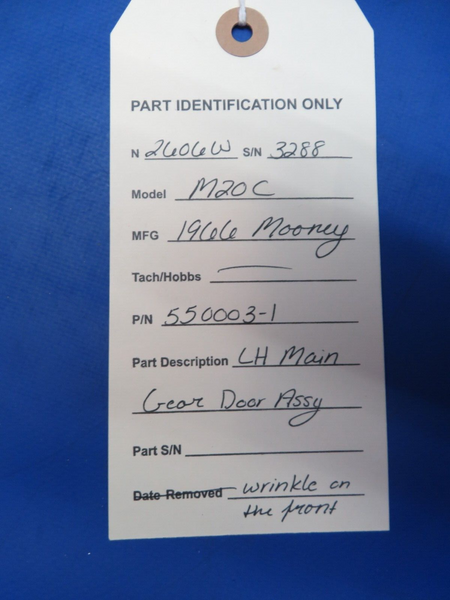 PART IDENTIFICATION ONLY
N 2606W S/N 3288
Model M20C
MFG 1966 Mooney
Tach/Hobbs
P/N 550003-1
Part Description LH Main
Gear Door Assy
Part S/N
Date Removed wrinkle on
the front